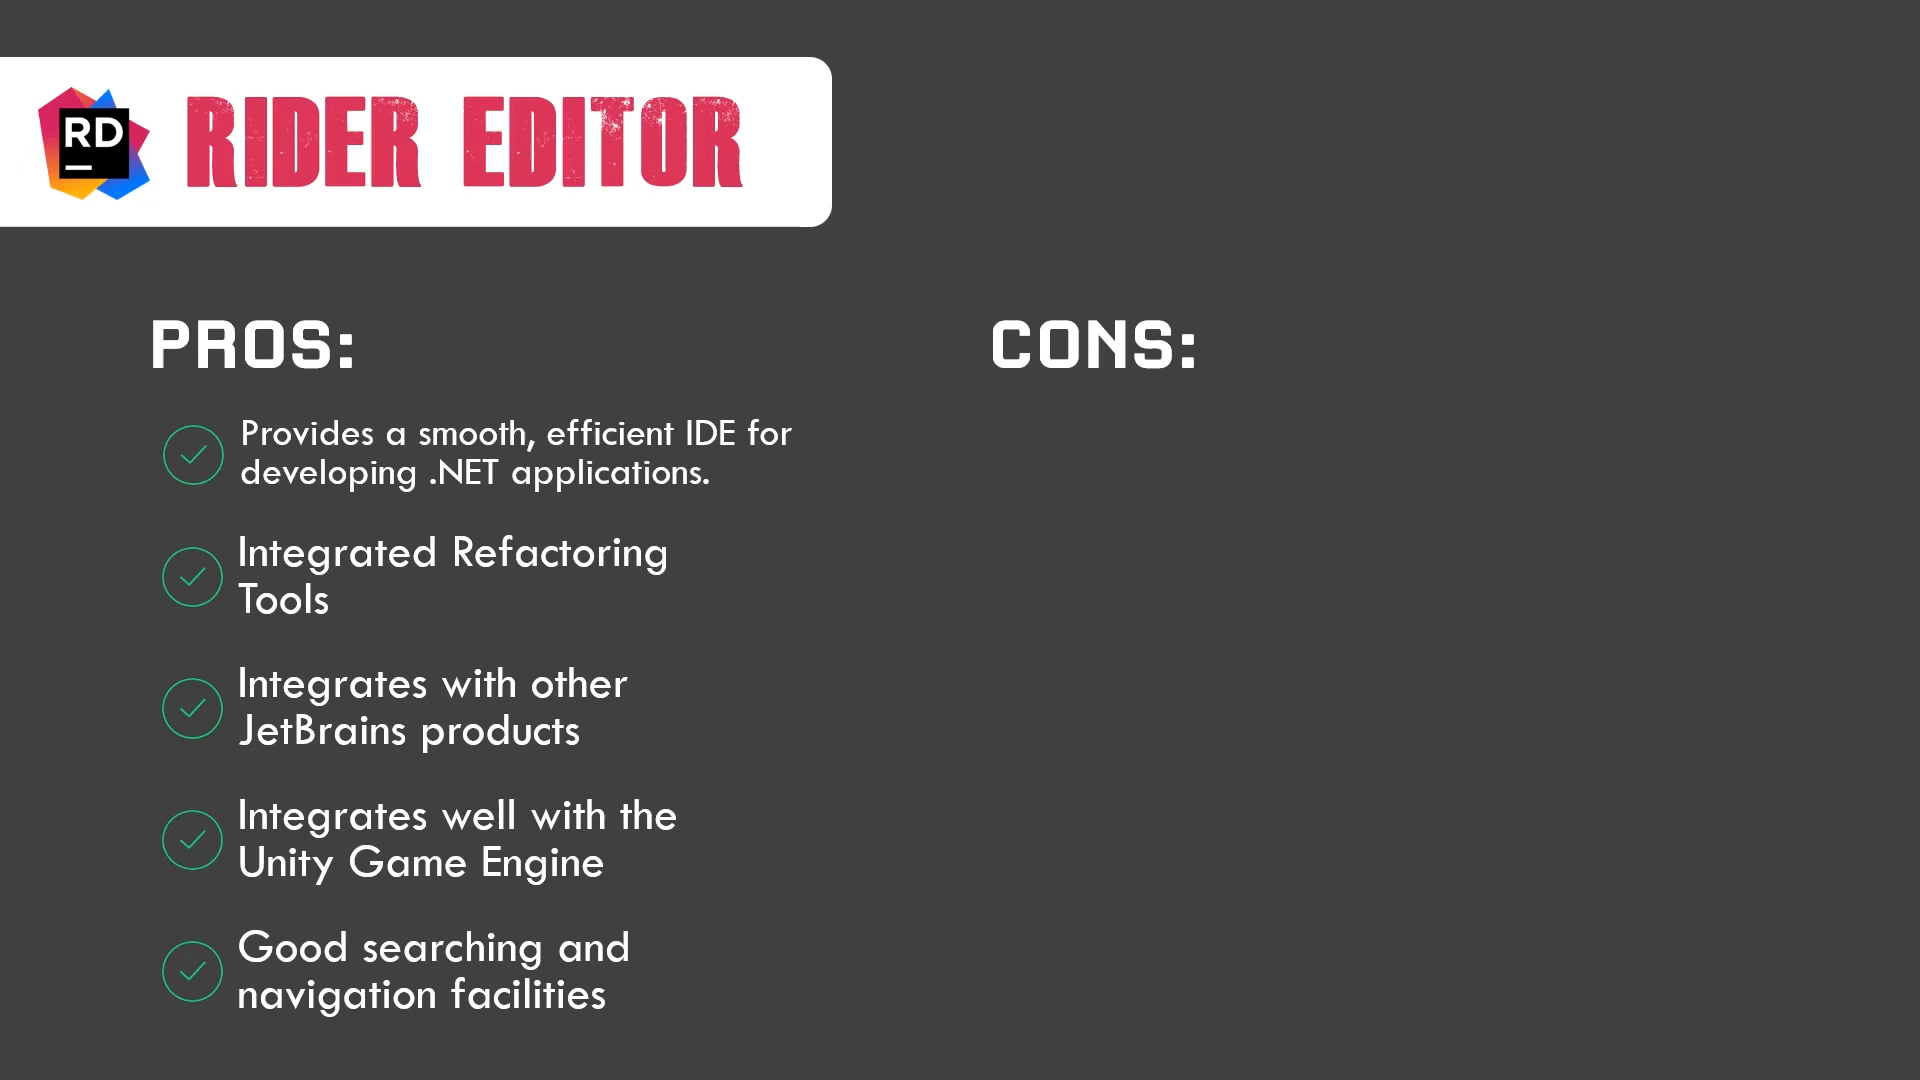 RD
RIDER EDITOR
PROS:
Provides a smooth, efficient IDE for
developing .NET applications.
Integrated Refactoring
Tools
Integrates with other
JetBrains products
Integrates well with the
Unity Game Engine
Good searching and
navigation facilities
CONS: